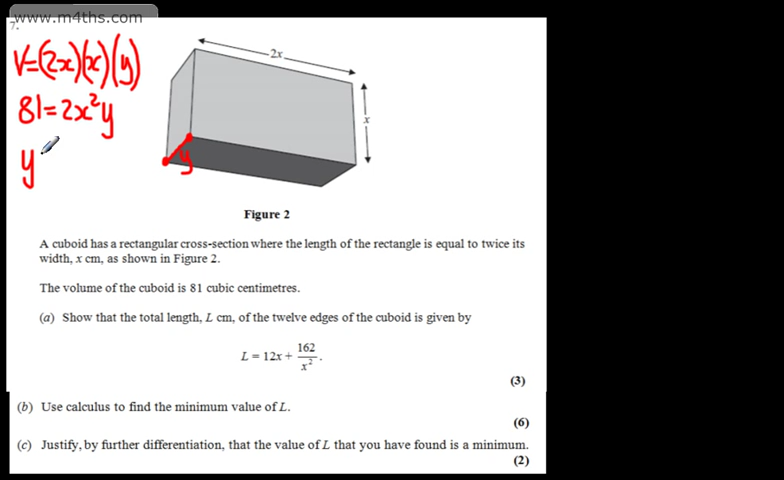 www.m4ths.com
7.
V=(2x)(x)(y)
81=2x²y
y
2x
x
y
Figure 2
A cuboid has a rectangular cross-section where the length of the rectangle is equal to twice its
width, x cm, as shown in Figure 2.
The volume of the cuboid is 81 cubic centimetres.
(a) Show that the total length, L cm, of the twelve edges of the cuboid is given by
L = 12x + 162/x².
(3)
(b) Use calculus to find the minimum value of L.
(6)
(c) Justify, by further differentiation, that the value of L that you have found is a minimum.
(2)